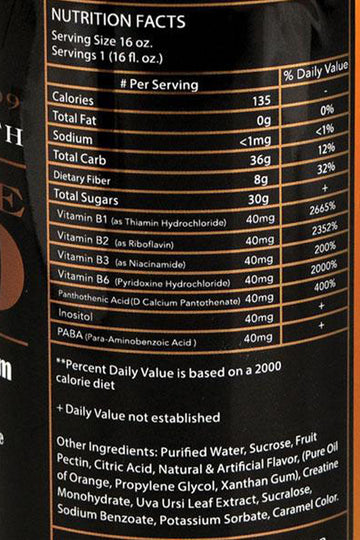 NUTRITION FACTS
Serving Size 16 oz.
Servings 1 (16 fl. oz.)
# Per Serving % Daily Value
Calories 135 -
Total Fat 0g 0%
Sodium <1mg <1%
Total Carb 36g 12%
Dietary Fiber 8g 32%
Total Sugars 30g +
Vitamin B1 (as Thiamin Hydrochloride) 40mg 2665%
Vitamin B2 (as Riboflavin) 40mg 2352%
Vitamin B3 (as Niacinamide) 40mg 200%
Vitamin B6 (Pyridoxine Hydrochloride) 40mg 2000%
Panthothenic Acid(D Calcium Pantothenate) 40mg 400%
Inositol 40mg +
PABA (Para-Aminobenzoic Acid ) 40mg +
**Percent Daily Value is based on a 2000
calorie diet
+ Daily Value not established
Other Ingredients: Purified Water, Sucrose, Fruit
Pectin, Citric Acid, Natural & Artificial Flavor, (Pure Oil
of Orange, Propylene Glycol, Xanthan Gum), Creatine
Monohydrate, Uva Ursi Leaf Extract, Sucralose,
Sodium Benzoate, Potassium Sorbate, Caramel Color.